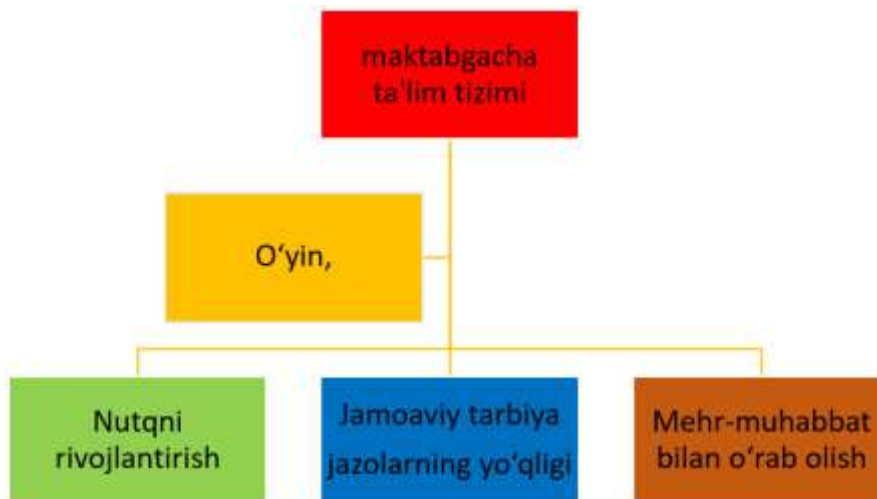 maktabgacha
ta'lim tizimi
O‘yin,
Nutqni
rivojlantirish
Jamoaviy tarbiya
jazolarning yo‘qligi
Mehr-muhabbat
bilan o‘rab olish